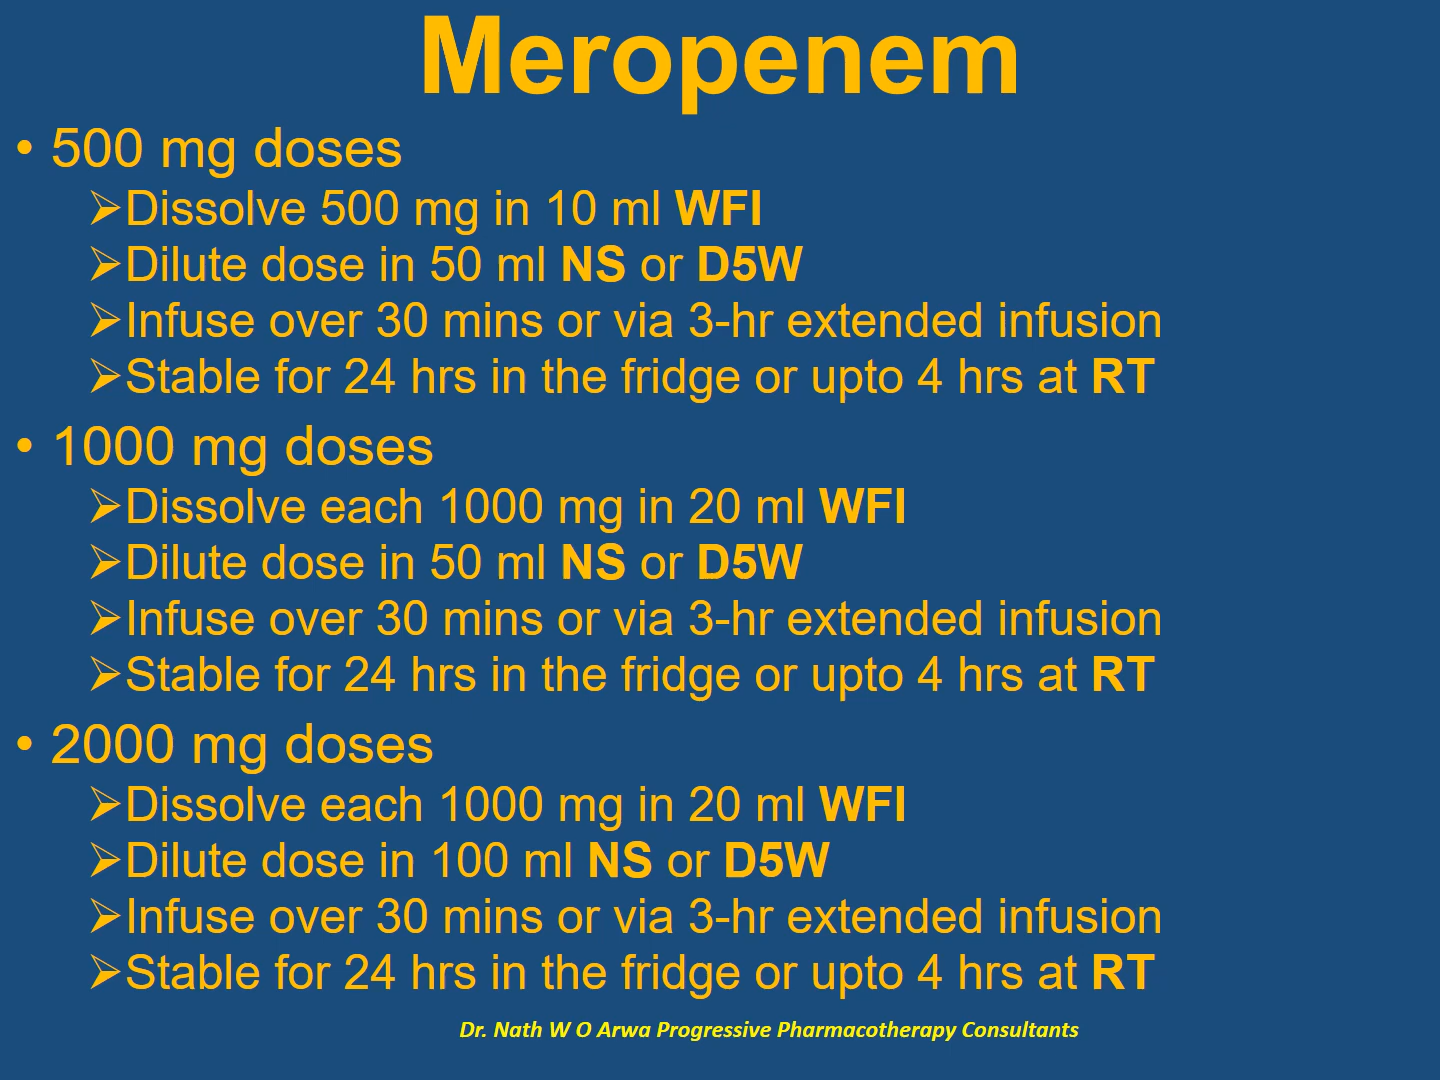 Meropenem
• 500 mg doses
➢Dissolve 500 mg in 10 ml WFI
➢Dilute dose in 50 ml NS or D5W
➢Infuse over 30 mins or via 3-hr extended infusion
➢Stable for 24 hrs in the fridge or upto 4 hrs at RT
• 1000 mg doses
➢Dissolve each 1000 mg in 20 ml WFI
➢Dilute dose in 50 ml NS or D5W
➢Infuse over 30 mins or via 3-hr extended infusion
➢Stable for 24 hrs in the fridge or upto 4 hrs at RT
• 2000 mg doses
➢Dissolve each 1000 mg in 20 ml WFI
➢Dilute dose in 100 ml NS or D5W
➢Infuse over 30 mins or via 3-hr extended infusion
➢Stable for 24 hrs in the fridge or upto 4 hrs at RT
Dr. Nath W O Arwa Progressive Pharmacotherapy Consultants